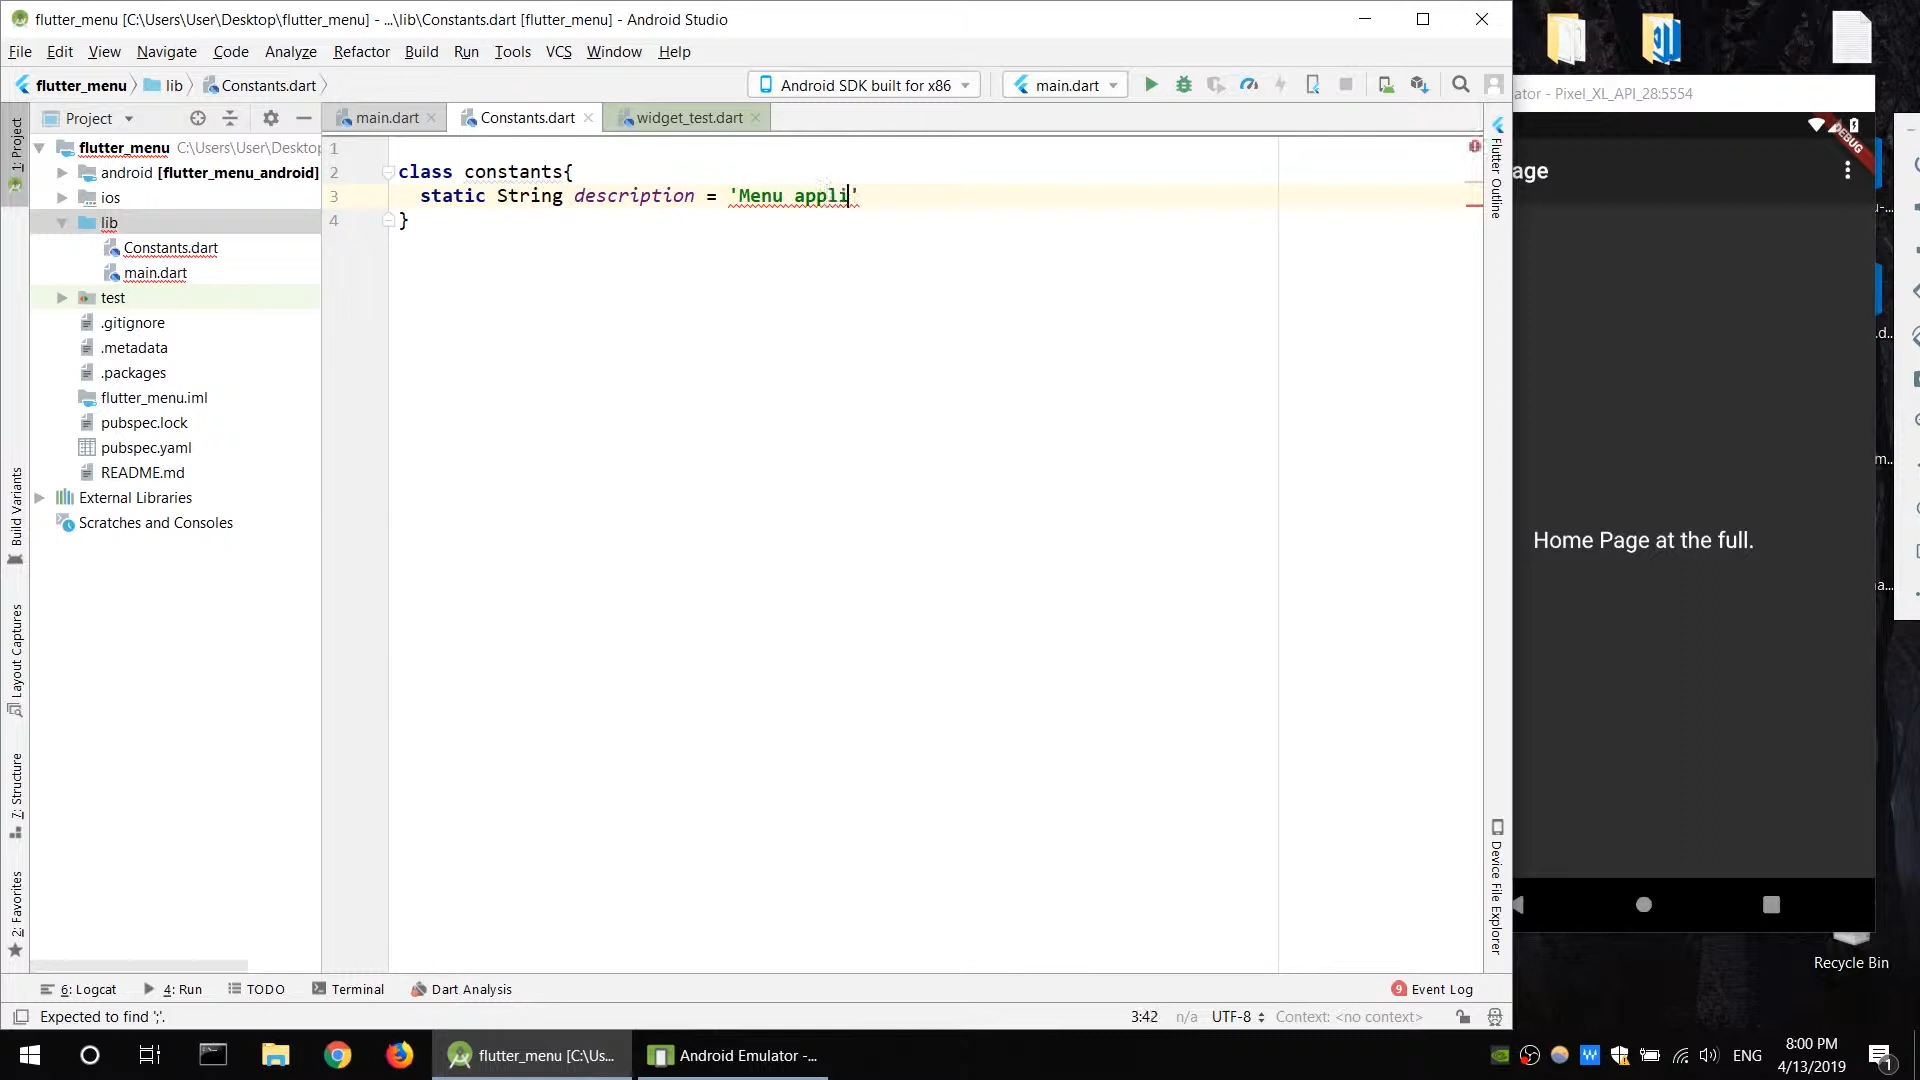 flutter_menu [C:\Users\User\Desktop\flutter_menu] - ...\lib\Constants.dart [flutter_menu] - Android Studio
File Edit View Navigate Code Analyze Refactor Build Run Tools VCS Window Help
flutter_menu lib Constants.dart Android SDK built for x86 main.dart
ator - Pixel_XL_API_28:5554
Project main.dart Constants.dart widget_test.dart
flutter_menu C:\Users\User\Desktop
android [flutter_menu_android]
ios
lib
Constants.dart
main.dart
test
.gitignore
.metadata
.packages
flutter_menu.iml
pubspec.lock
pubspec.yaml
README.md
External Libraries
Scratches and Consoles
1: Project
Build Variants
Layout Captures
7: Structure
2: Favorites
1
2 class constants{
3 static String description = 'Menu appli'
4 }
Flutter Outline
Device File Explorer
DEBUG
age
Home Page at the full.
Recycle Bin
6: Logcat 4: Run TODO Terminal Dart Analysis 9 Event Log
Expected to find ';'. 3:42 n/a UTF-8 Context: <no context>
flutter_menu [C:\Us... Android Emulator -... ENG 8:00 PM
4/13/2019 1